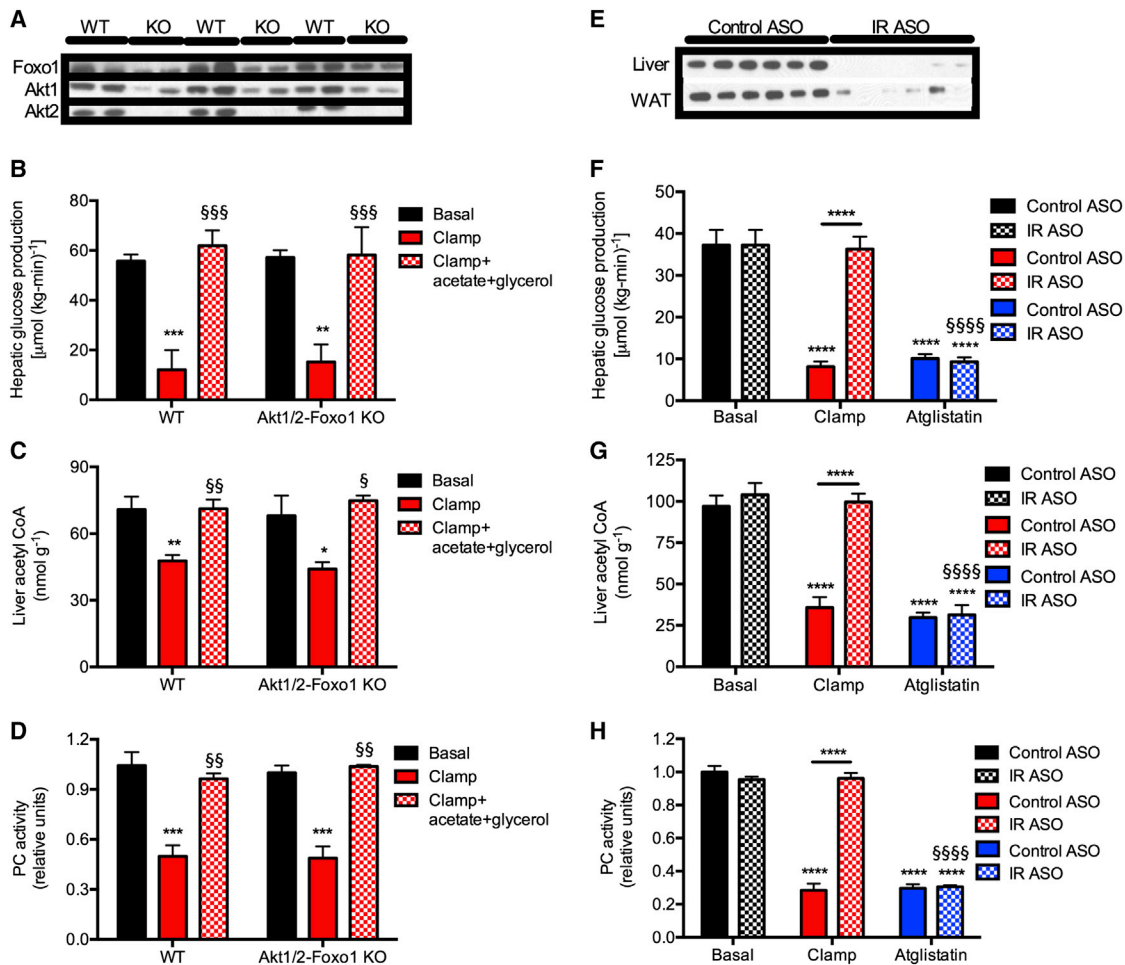 A
WT KO WT KO WT KO
Foxo1
Akt1
Akt2
B
Hepatic glucose production
[µmol (kg-min)-1]
80
60
40
20
0
§§§ §§§
*** **
WT Akt1/2-Foxo1 KO
Basal
Clamp
Clamp+
acetate+glycerol
C
Liver acetyl CoA
(nmol g-1)
90
60
30
0
§§ §
** *
WT Akt1/2-Foxo1 KO
Basal
Clamp
Clamp+
acetate+glycerol
D
PC activity
(relative units)
1.2
0.9
0.6
0.3
0.0
§§ §§
*** ***
WT Akt1/2-Foxo1 KO
Basal
Clamp
Clamp+
acetate+glycerol
E
Control ASO IR ASO
Liver
WAT
F
Hepatic glucose production
[µmol (kg-min)-1]
50
40
30
20
10
0
****
§§§§
**** **** ****
Basal Clamp Atglistatin
Control ASO
IR ASO
Control ASO
IR ASO
Control ASO
IR ASO
G
Liver acetyl CoA
(nmol g-1)
125
100
75
50
25
0
****
§§§§
**** **** ****
Basal Clamp Atglistatin
Control ASO
IR ASO
Control ASO
IR ASO
Control ASO
IR ASO
H
PC activity
(relative units)
1.2
1.0
0.8
0.6
0.4
0.2
0.0
****
§§§§
**** **** ****
Basal Clamp Atglistatin
Control ASO
IR ASO
Control ASO
IR ASO
Control ASO
IR ASO